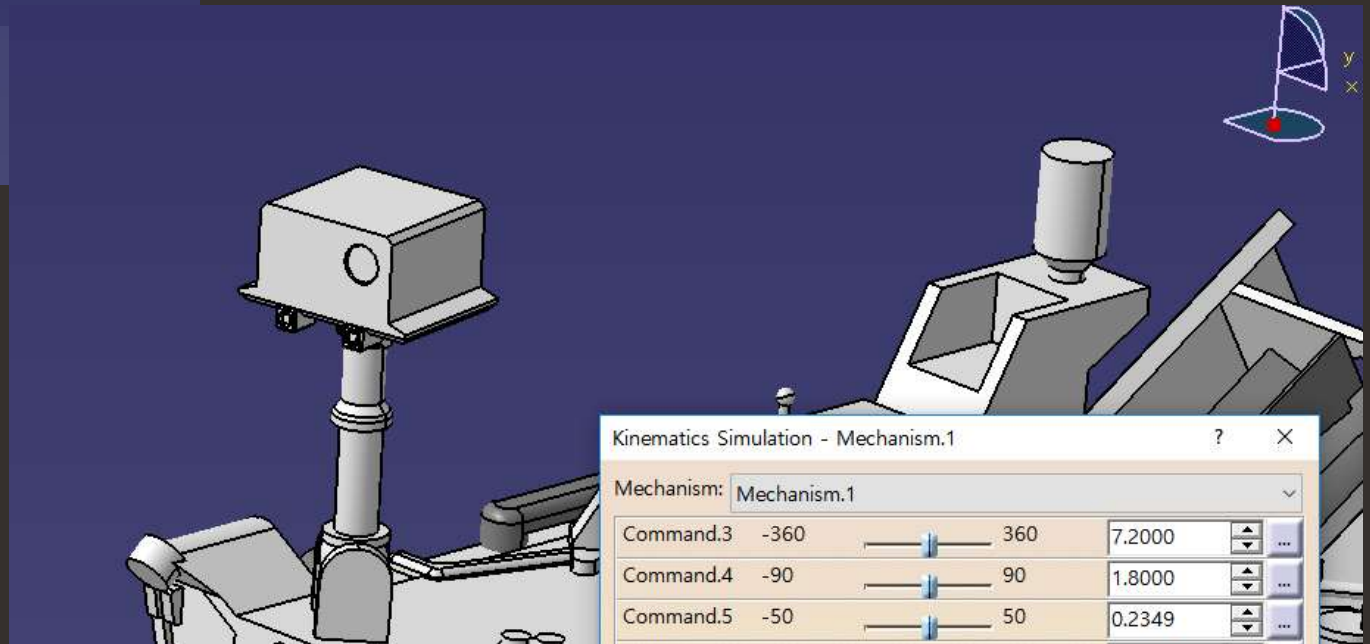 y
x
Kinematics Simulation - Mechanism.1 ? ×
Mechanism: Mechanism.1
Command.3 -360 360 7.2000 ...
Command.4 -90 90 1.8000 ...
Command.5 -50 50 0.2349 ...